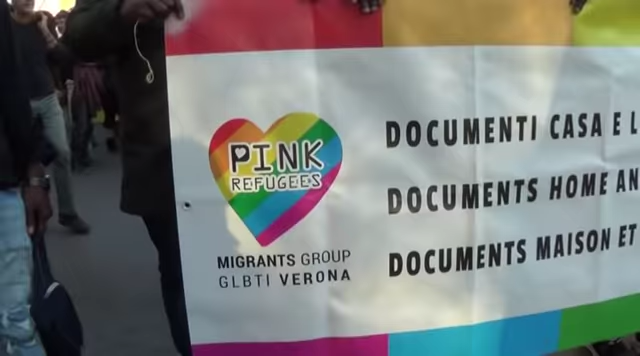 PINK
REFUGEES
MIGRANTS GROUP
GLBTI VERONA
DOCUMENTI CASA E L
DOCUMENTS HOME AN
DOCUMENTS MAISON ET